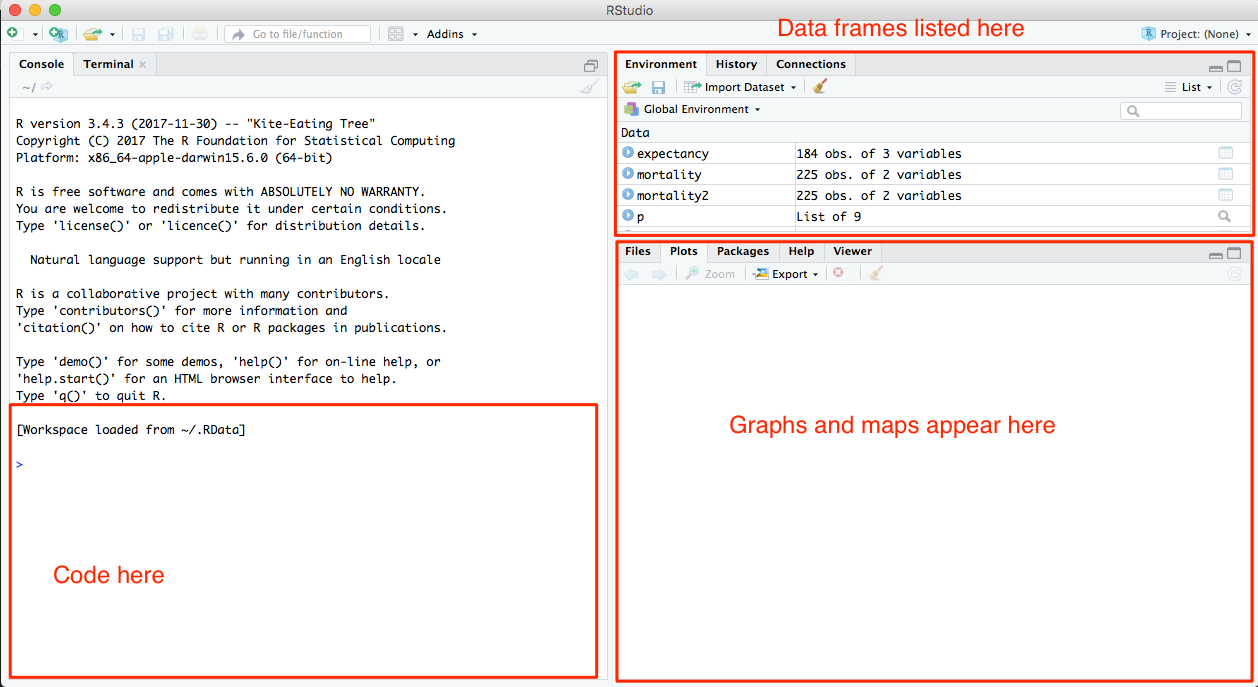 RStudio
Go to file/function
Addins
Data frames listed here
Project: (None)
Console Terminal
~/
R version 3.4.3 (2017-11-30) -- "Kite-Eating Tree"
Copyright (C) 2017 The R Foundation for Statistical Computing
Platform: x86_64-apple-darwin15.6.0 (64-bit)
R is free software and comes with ABSOLUTELY NO WARRANTY.
You are welcome to redistribute it under certain conditions.
Type 'license()' or 'licence()' for distribution details.
Natural language support but running in an English locale
R is a collaborative project with many contributors.
Type 'contributors()' for more information and
'citation()' on how to cite R or R packages in publications.
Type 'demo()' for some demos, 'help()' for on-line help, or
'help.start()' for an HTML browser interface to help.
Type 'q()' to quit R.
[Workspace loaded from ~/.RData]
>
Code here
Environment History Connections
Import Dataset List
Global Environment
Data
expectancy 184 obs. of 3 variables
mortality 225 obs. of 2 variables
mortality2 225 obs. of 2 variables
p List of 9
Files Plots Packages Help Viewer
Zoom Export
Graphs and maps appear here